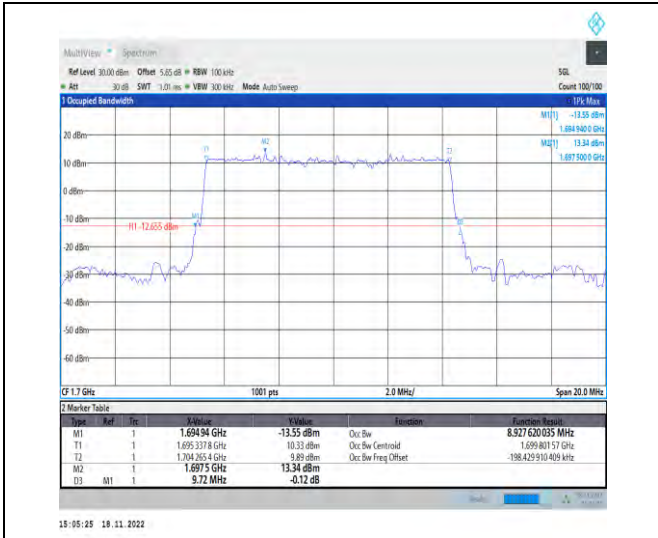 MultiView Spectrum
Ref Level 30.00 dBm Offset 5.65 dB RBW 100 kHz SGL
Att 30 dB SWT 1.01 ms VBW 300 kHz Mode Auto Sweep Count 100/100
1 Occupied Bandwidth 1Pk Max
M1[1] -13.55 dBm
1.694 940 0 GHz
20 dBm M2[1] 13.34 dBm
1.697 500 0 GHz
T1 M2 T2
10 dBm
0 dBm
-10 dBm
M1
H1 -12.655 dBm
-20 dBm
-30 dBm
-40 dBm
-50 dBm
-60 dBm
CF 1.7 GHz 1001 pts 2.0 MHz/ Span 20.0 MHz
2 Marker Table
Type Ref Trc X-Value Y-Value Function Function Result
M1 1 1.694 94 GHz -13.55 dBm Occ Bw 8.927 620 035 MHz
T1 1 1.695 337 8 GHz 10.33 dBm Occ Bw Centroid 1.699 801 57 GHz
T2 1 1.704 265 4 GHz 9.89 dBm Occ Bw Freq Offset -198.429 910 409 kHz
M2 1 1.697 5 GHz 13.34 dBm
D3 M1 1 9.72 MHz -0.12 dB
15:05:25 18.11.2022